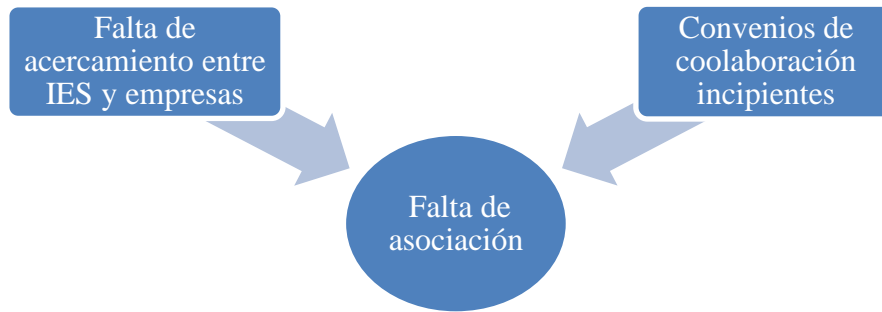 Falta de
acercamiento entre
IES y empresas
Convenios de
coolaboración
incipientes
Falta de
asociación